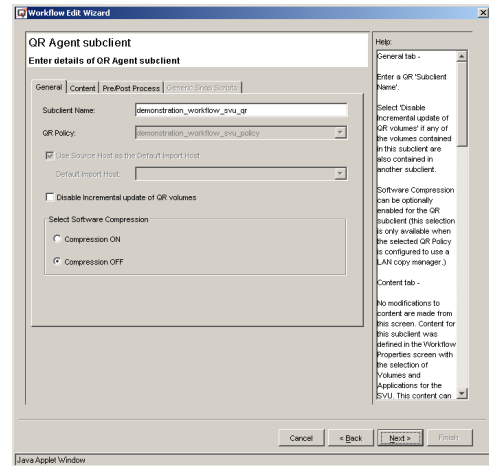 Workflow Edit Wizard
QR Agent subclient
Enter details of QR Agent subclient
General
Content
Pre/Post Process
Generic Snap Scripts
Subclient Name:
demonstration_workflow_svu_qr
QR Policy:
demonstration_workflow_svu_policy
Use Source Host as the Default Import Host
Default Import Host:
Disable Incremental update of QR volumes
Select Software Compression
Compression ON
Compression OFF
Help:
General tab -
Enter a QR 'Subclient
Name'.
Select 'Disable
Incremental update of
QR volumes' if any of
the volumes contained
in this subclient are
also contained in
another subclient.
Software Compression
can be optionally
enabled for the QR
subclient (this selection
is only available when
the selected QR Policy
is configured to use a
LAN copy manager.)
Content tab -
No modifications to
content are made from
this screen. Content for
this subclient was
defined in the Workflow
Properties screen with
the selection of
Volumes and
Applications for the
SVU. This content can
Cancel
< Back
Next >
Finish
Java Applet Window